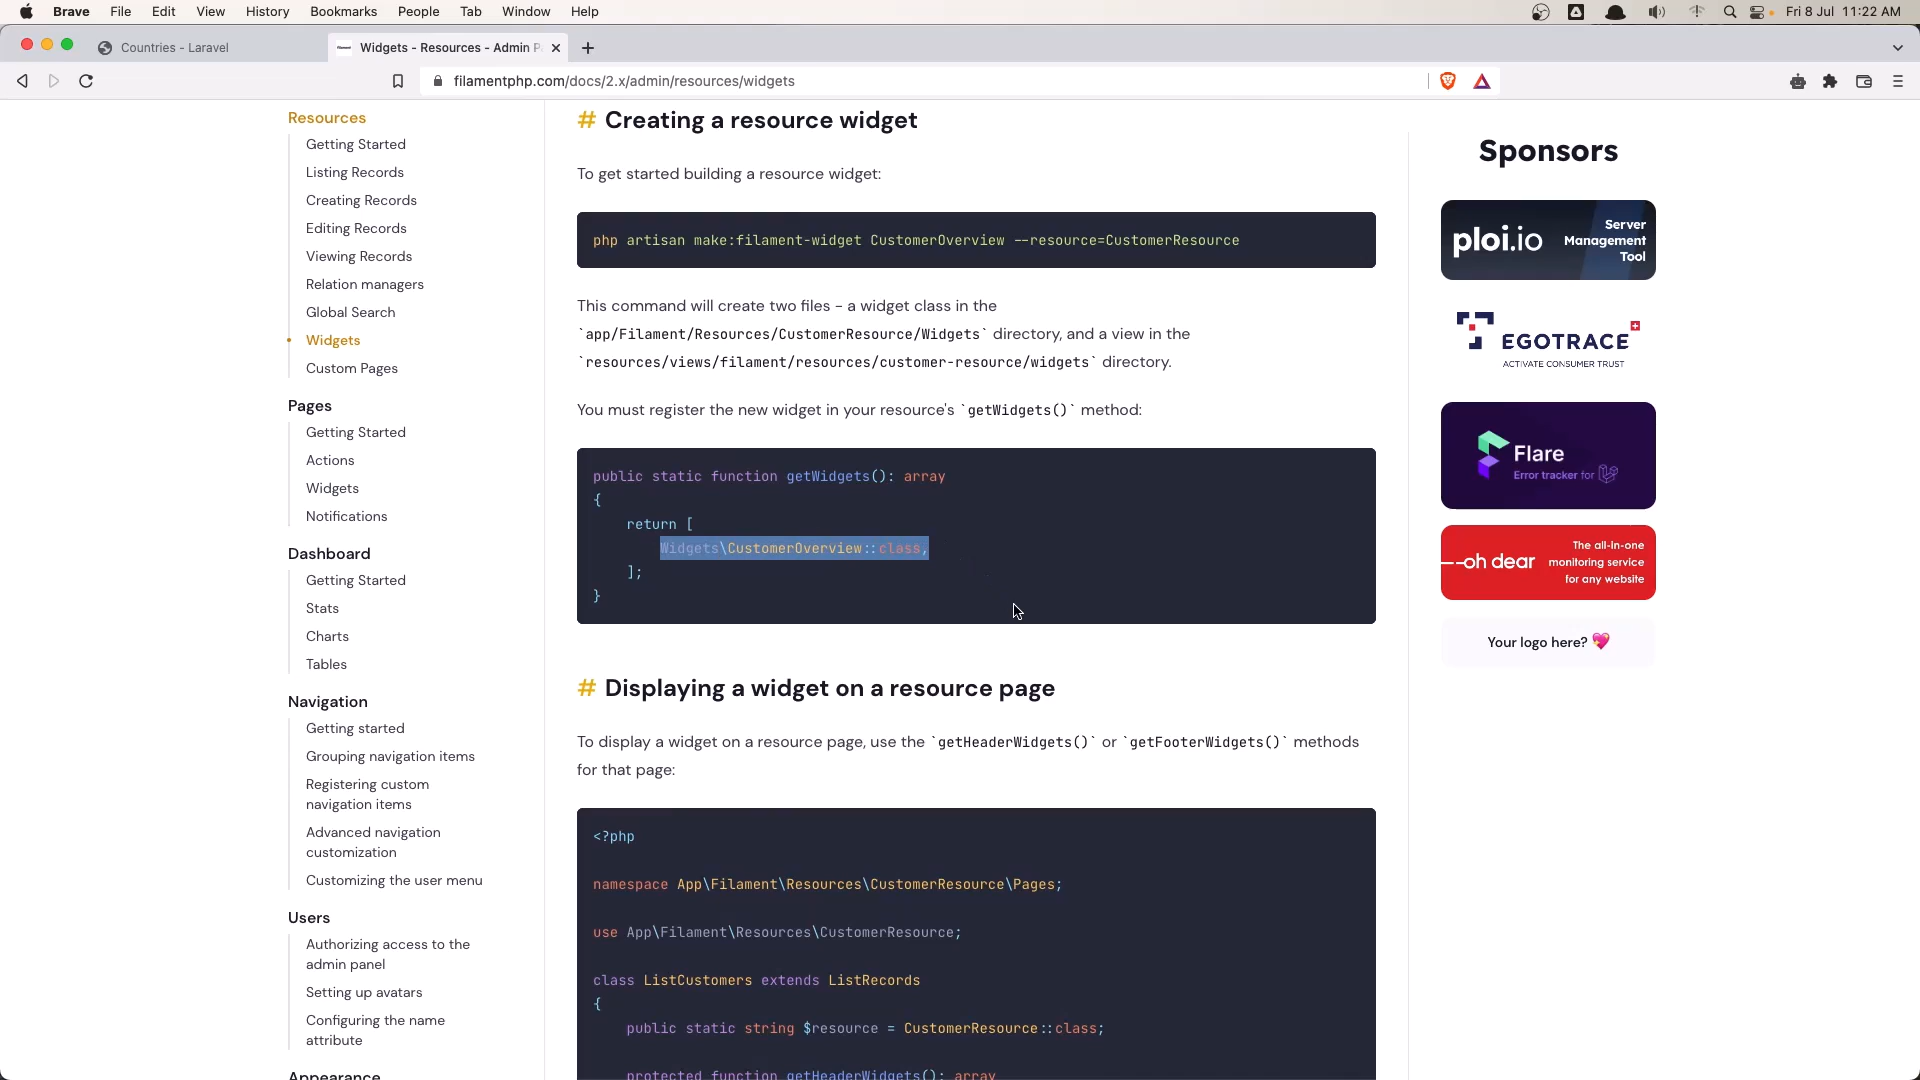 Brave File Edit View History Bookmarks People Tab Window Help Fri 8 Jul 11:22 AM
Countries - Laravel
Widgets - Resources - Admin P
filamentphp.com/docs/2.x/admin/resources/widgets
Resources
Getting Started
Listing Records
Creating Records
Editing Records
Viewing Records
Relation managers
Global Search
Widgets
Custom Pages
Pages
Getting Started
Actions
Widgets
Notifications
Dashboard
Getting Started
Stats
Charts
Tables
Navigation
Getting started
Grouping navigation items
Registering custom
navigation items
Advanced navigation
customization
Customizing the user menu
Users
Authorizing access to the
admin panel
Setting up avatars
Configuring the name
attribute
Appearance
# Creating a resource widget
To get started building a resource widget:
php artisan make:filament-widget CustomerOverview --resource=CustomerResource
This command will create two files - a widget class in the
`app/Filament/Resources/CustomerResource/Widgets` directory, and a view in the
`resources/views/filament/resources/customer-resource/widgets` directory.
You must register the new widget in your resource's `getWidgets()` method:
public static function getWidgets(): array
{
return [
Widgets\CustomerOverview::class,
];
}
# Displaying a widget on a resource page
To display a widget on a resource page, use the `getHeaderWidgets()` or `getFooterWidgets()` methods
for that page:
<?php
namespace App\Filament\Resources\CustomerResource\Pages;
use App\Filament\Resources\CustomerResource;
class ListCustomers extends ListRecords
{
public static string $resource = CustomerResource::class;
protected function getHeaderWidgets(): array
Sponsors
ploi.io
Server
Management
Tool
EGOTRACE
ACTIVATE CONSUMER TRUST
Flare
Error tracker for
oh dear
The all-in-one
monitoring service
for any website
Your logo here? 💖